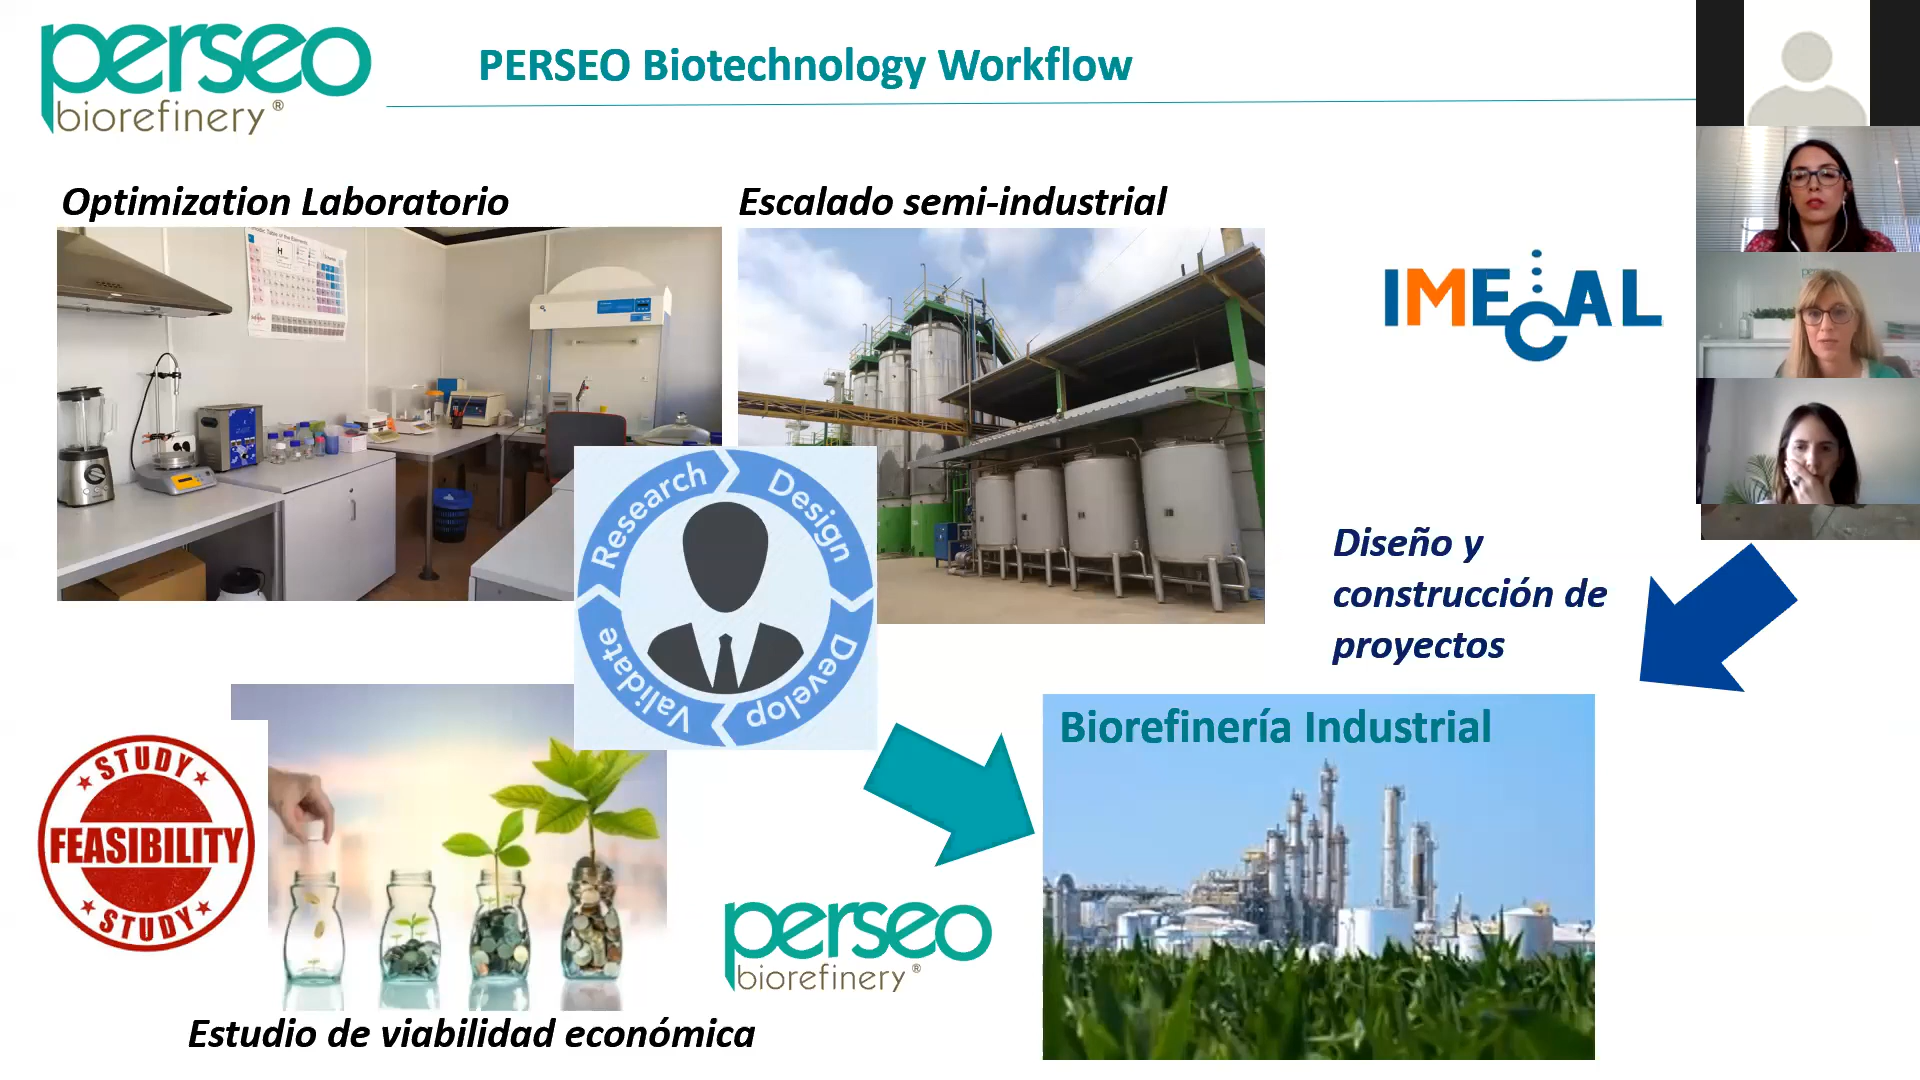 perseo
biorefinery ®
PERSEO Biotechnology Workflow
Optimization Laboratorio
Escalado semi-industrial
IMECAL
Research
Design
Develop
Validate
Diseño y
construcción de
proyectos
Biorefinería Industrial
STUDY
FEASIBILITY
STUDY
perseo
biorefinery ®
Estudio de viabilidad económica